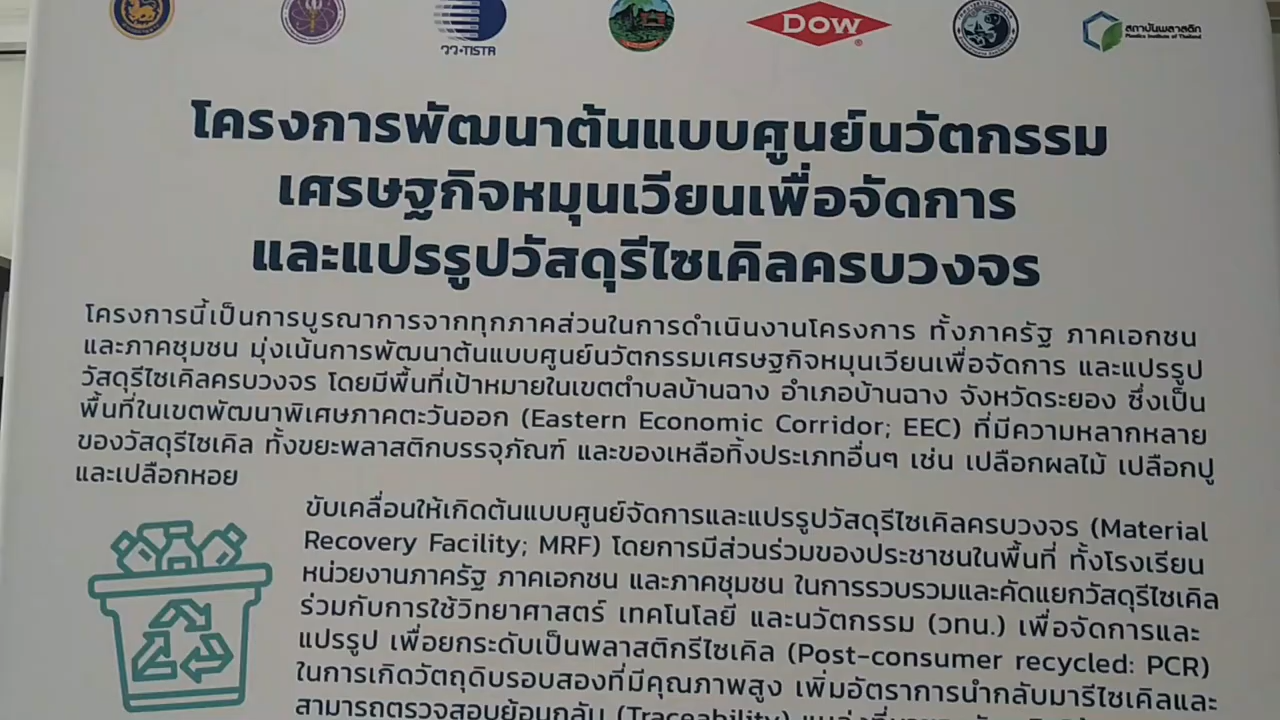 วว•TISTR
DOW
สถาบันพลาสติก
Plastics Institute of Thailand
โครงการพัฒนาต้นแบบศูนย์นวัตกรรม
เศรษฐกิจหมุนเวียนเพื่อจัดการ
และแปรรูปวัสดุรีไซเคิลครบวงจร
โครงการนี้เป็นการบูรณาการจากทุกภาคส่วนในการดำเนินงานโครงการ ทั้งภาครัฐ ภาคเอกชน
และภาคชุมชน มุ่งเน้นการพัฒนาต้นแบบศูนย์นวัตกรรมเศรษฐกิจหมุนเวียนเพื่อจัดการ และแปรรูป
วัสดุรีไซเคิลครบวงจร โดยมีพื้นที่เป้าหมายในเขตตำบลบ้านฉาง อำเภอบ้านฉาง จังหวัดระยอง ซึ่งเป็น
พื้นที่ในเขตพัฒนาพิเศษภาคตะวันออก (Eastern Economic Corridor; EEC) ที่มีความหลากหลาย
ของวัสดุรีไซเคิล ทั้งขยะพลาสติกบรรจุภัณฑ์ และของเหลือทิ้งประเภทอื่นๆ เช่น เปลือกผลไม้ เปลือกปู
และเปลือกหอย
ขับเคลื่อนให้เกิดต้นแบบศูนย์จัดการและแปรรูปวัสดุรีไซเคิลครบวงจร (Material
Recovery Facility; MRF) โดยการมีส่วนร่วมของประชาชนในพื้นที่ ทั้งโรงเรียน
หน่วยงานภาครัฐ ภาคเอกชน และภาคชุมชน ในการรวบรวมและคัดแยกวัสดุรีไซเคิล
ร่วมกับการใช้วิทยาศาสตร์ เทคโนโลยี และนวัตกรรม (วทน.) เพื่อจัดการและ
แปรรูป เพื่อยกระดับเป็นพลาสติกรีไซเคิล (Post-consumer recycled: PCR)
ในการเกิดวัตถุดิบรอบสองที่มีคุณภาพสูง เพิ่มอัตราการนำกลับมารีไซเคิลและ
สามารถตรวจสอบย้อนกลับ (Traceability)